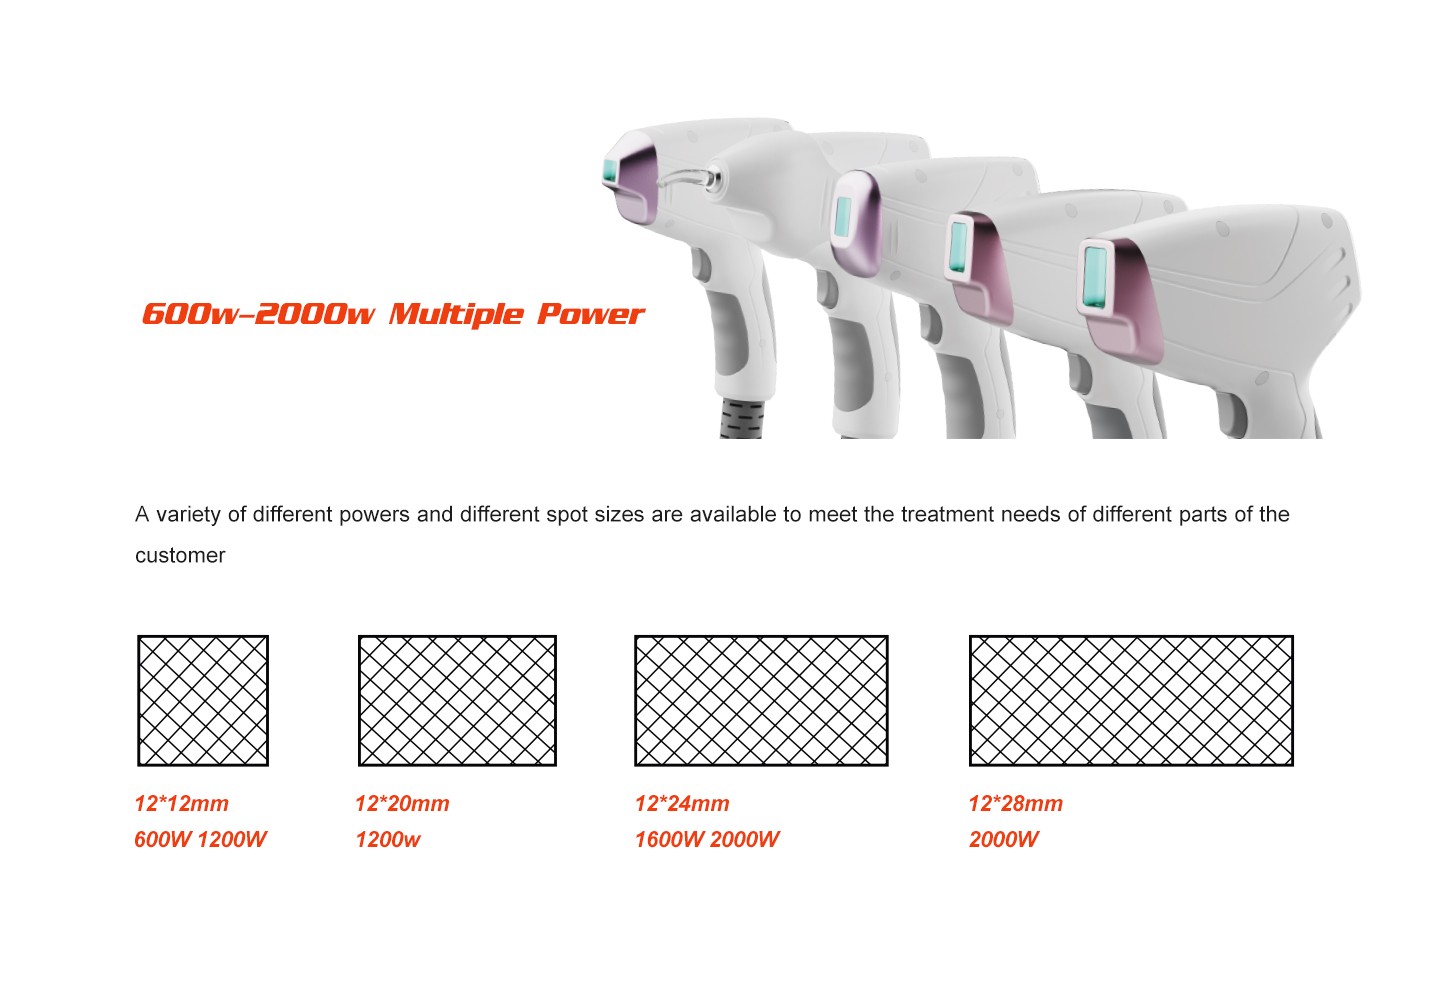 600w-2000w Multiple Power
A variety of different powers and different spot sizes are available to meet the treatment needs of different parts of the
customer
12*12mm
600W 1200W
12*20mm
1200w
12*24mm
1600W 2000W
12*28mm
2000W